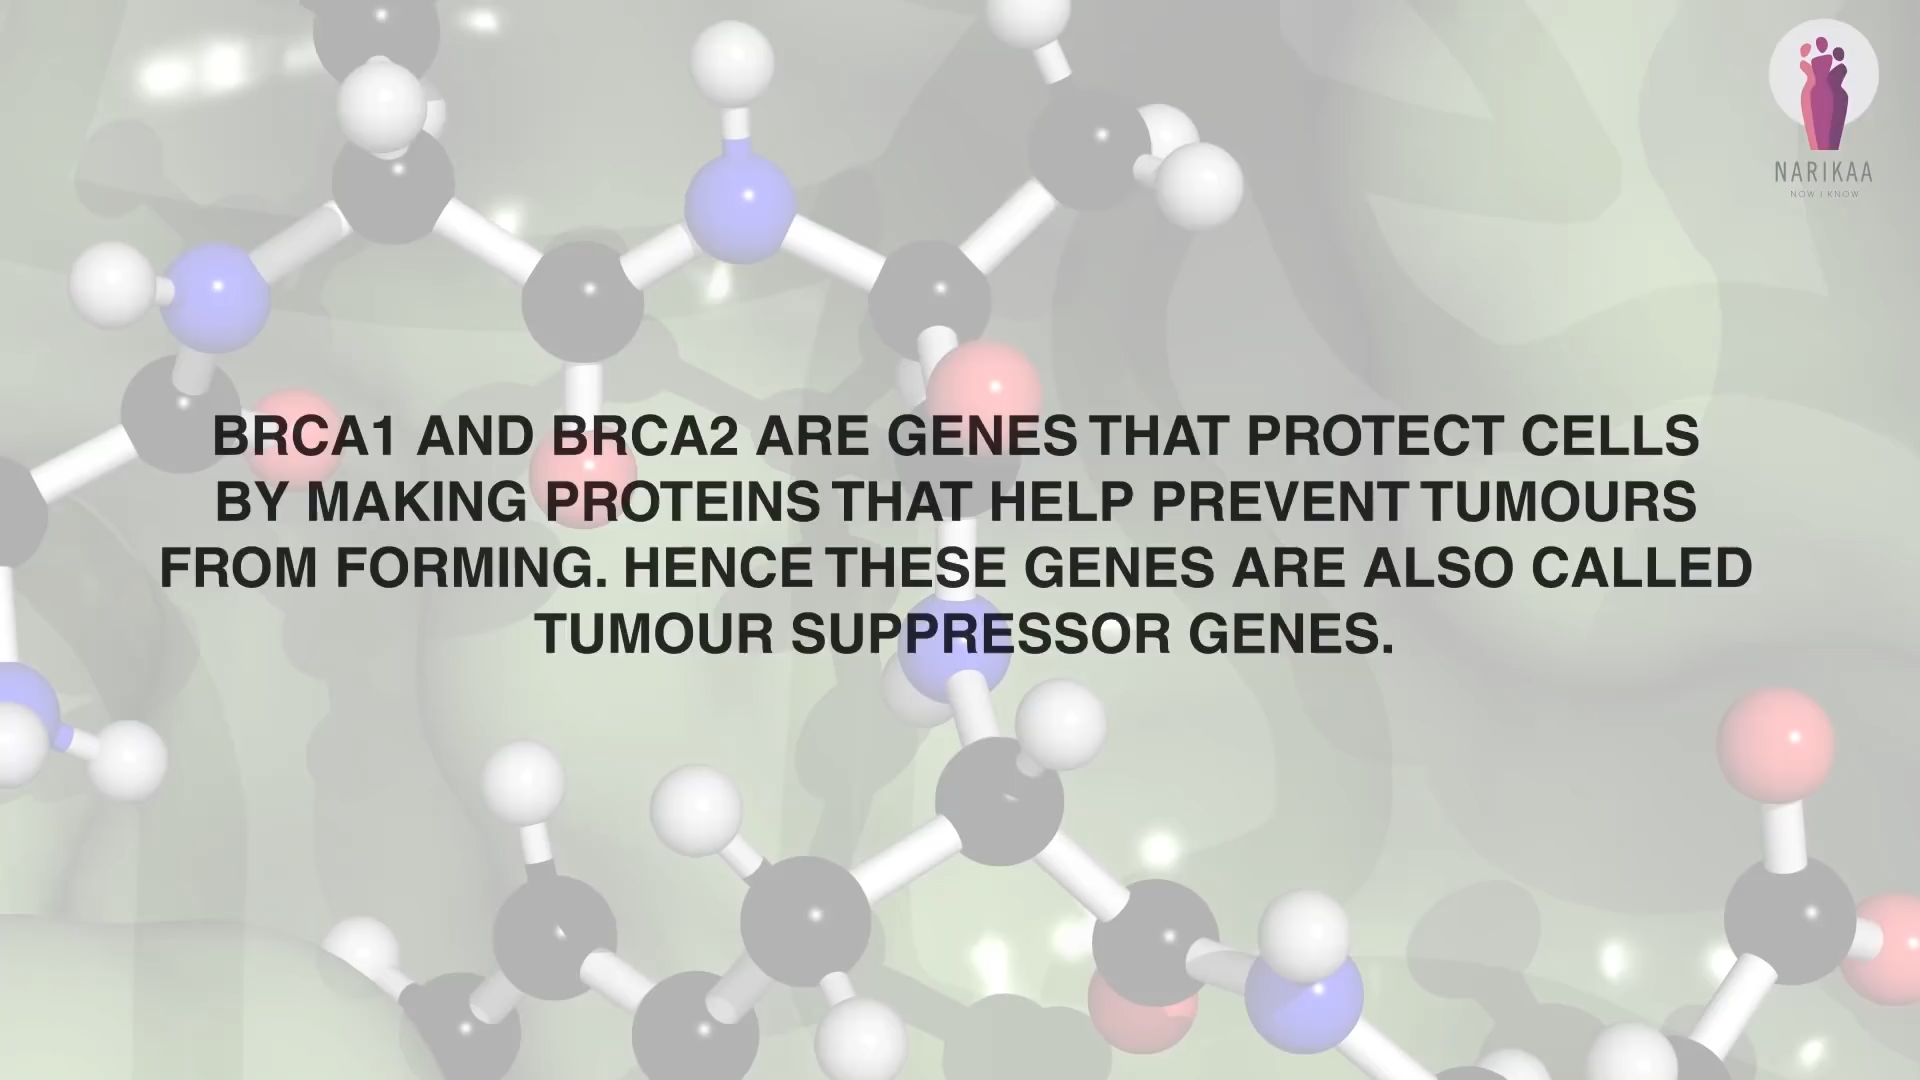 NARIKAA
NOW I KNOW
BRCA1 AND BRCA2 ARE GENES THAT PROTECT CELLS
BY MAKING PROTEINS THAT HELP PREVENT TUMOURS
FROM FORMING. HENCE THESE GENES ARE ALSO CALLED
TUMOUR SUPPRESSOR GENES.